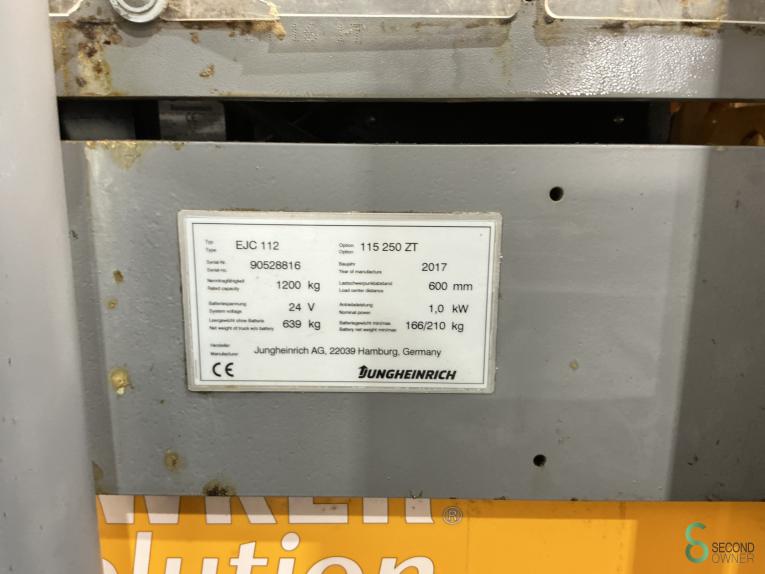 Typ EJC 112 Option 115 250 ZT
Type Option
Serial-Nr. 90528816 Baujahr 2017
Serial-no. Year of manufacture
Nenntragfähigkeit 1200 kg Lastschwerpunktabstand 600 mm
Rated capacity Load center distance
Batteriespannung 24 V Antriebsleistung 1,0 kW
System voltage Nominal power
Leergewicht ohne Batterie 639 kg Batteriegewicht min/max 166/210 kg
Net weight of truck w/o battery Battery net weight min/max
Hersteller Jungheinrich AG, 22039 Hamburg, Germany
Manufacturer
CE JUNGHEINRICH
WKER®
olution
SECOND
OWNER